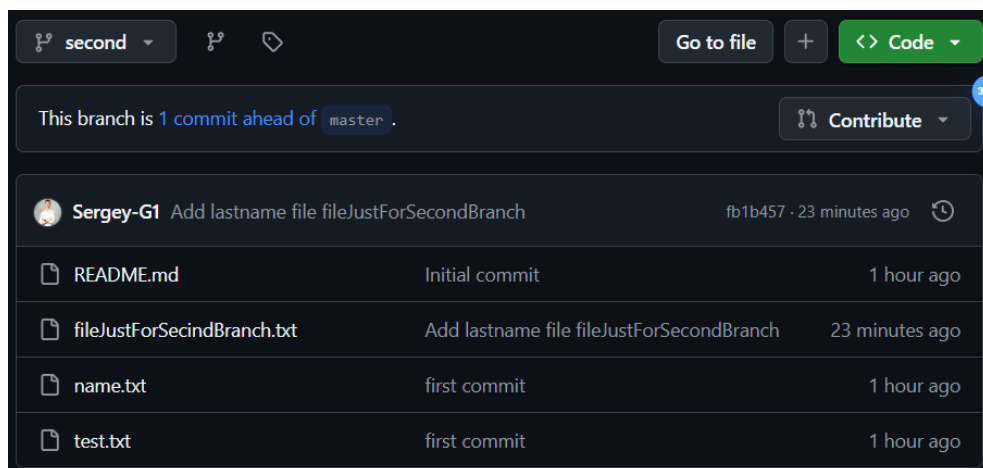 second Go to file + <> Code
This branch is 1 commit ahead of master .
Contribute
Sergey-G1 Add lastname file fileJustForSecondBranch fb1b457 · 23 minutes ago
README.md Initial commit 1 hour ago
fileJustForSecindBranch.txt Add lastname file fileJustForSecondBranch 23 minutes ago
name.txt first commit 1 hour ago
test.txt first commit 1 hour ago